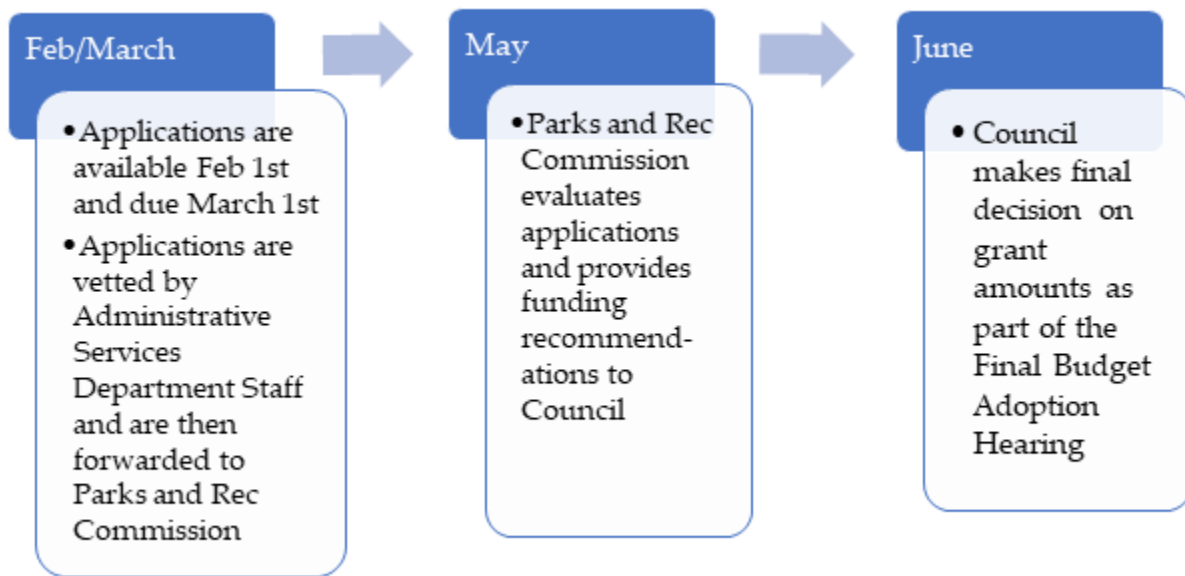 Feb/March
•Applications are
available Feb 1st
and due March 1st
•Applications are
vetted by
Administrative
Services
Department Staff
and are then
forwarded to
Parks and Rec
Commission
May
•Parks and Rec
Commission
evaluates
applications
and provides
funding
recommend-
ations to
Council
June
• Council
makes final
decision on
grant
amounts as
part of the
Final Budget
Adoption
Hearing